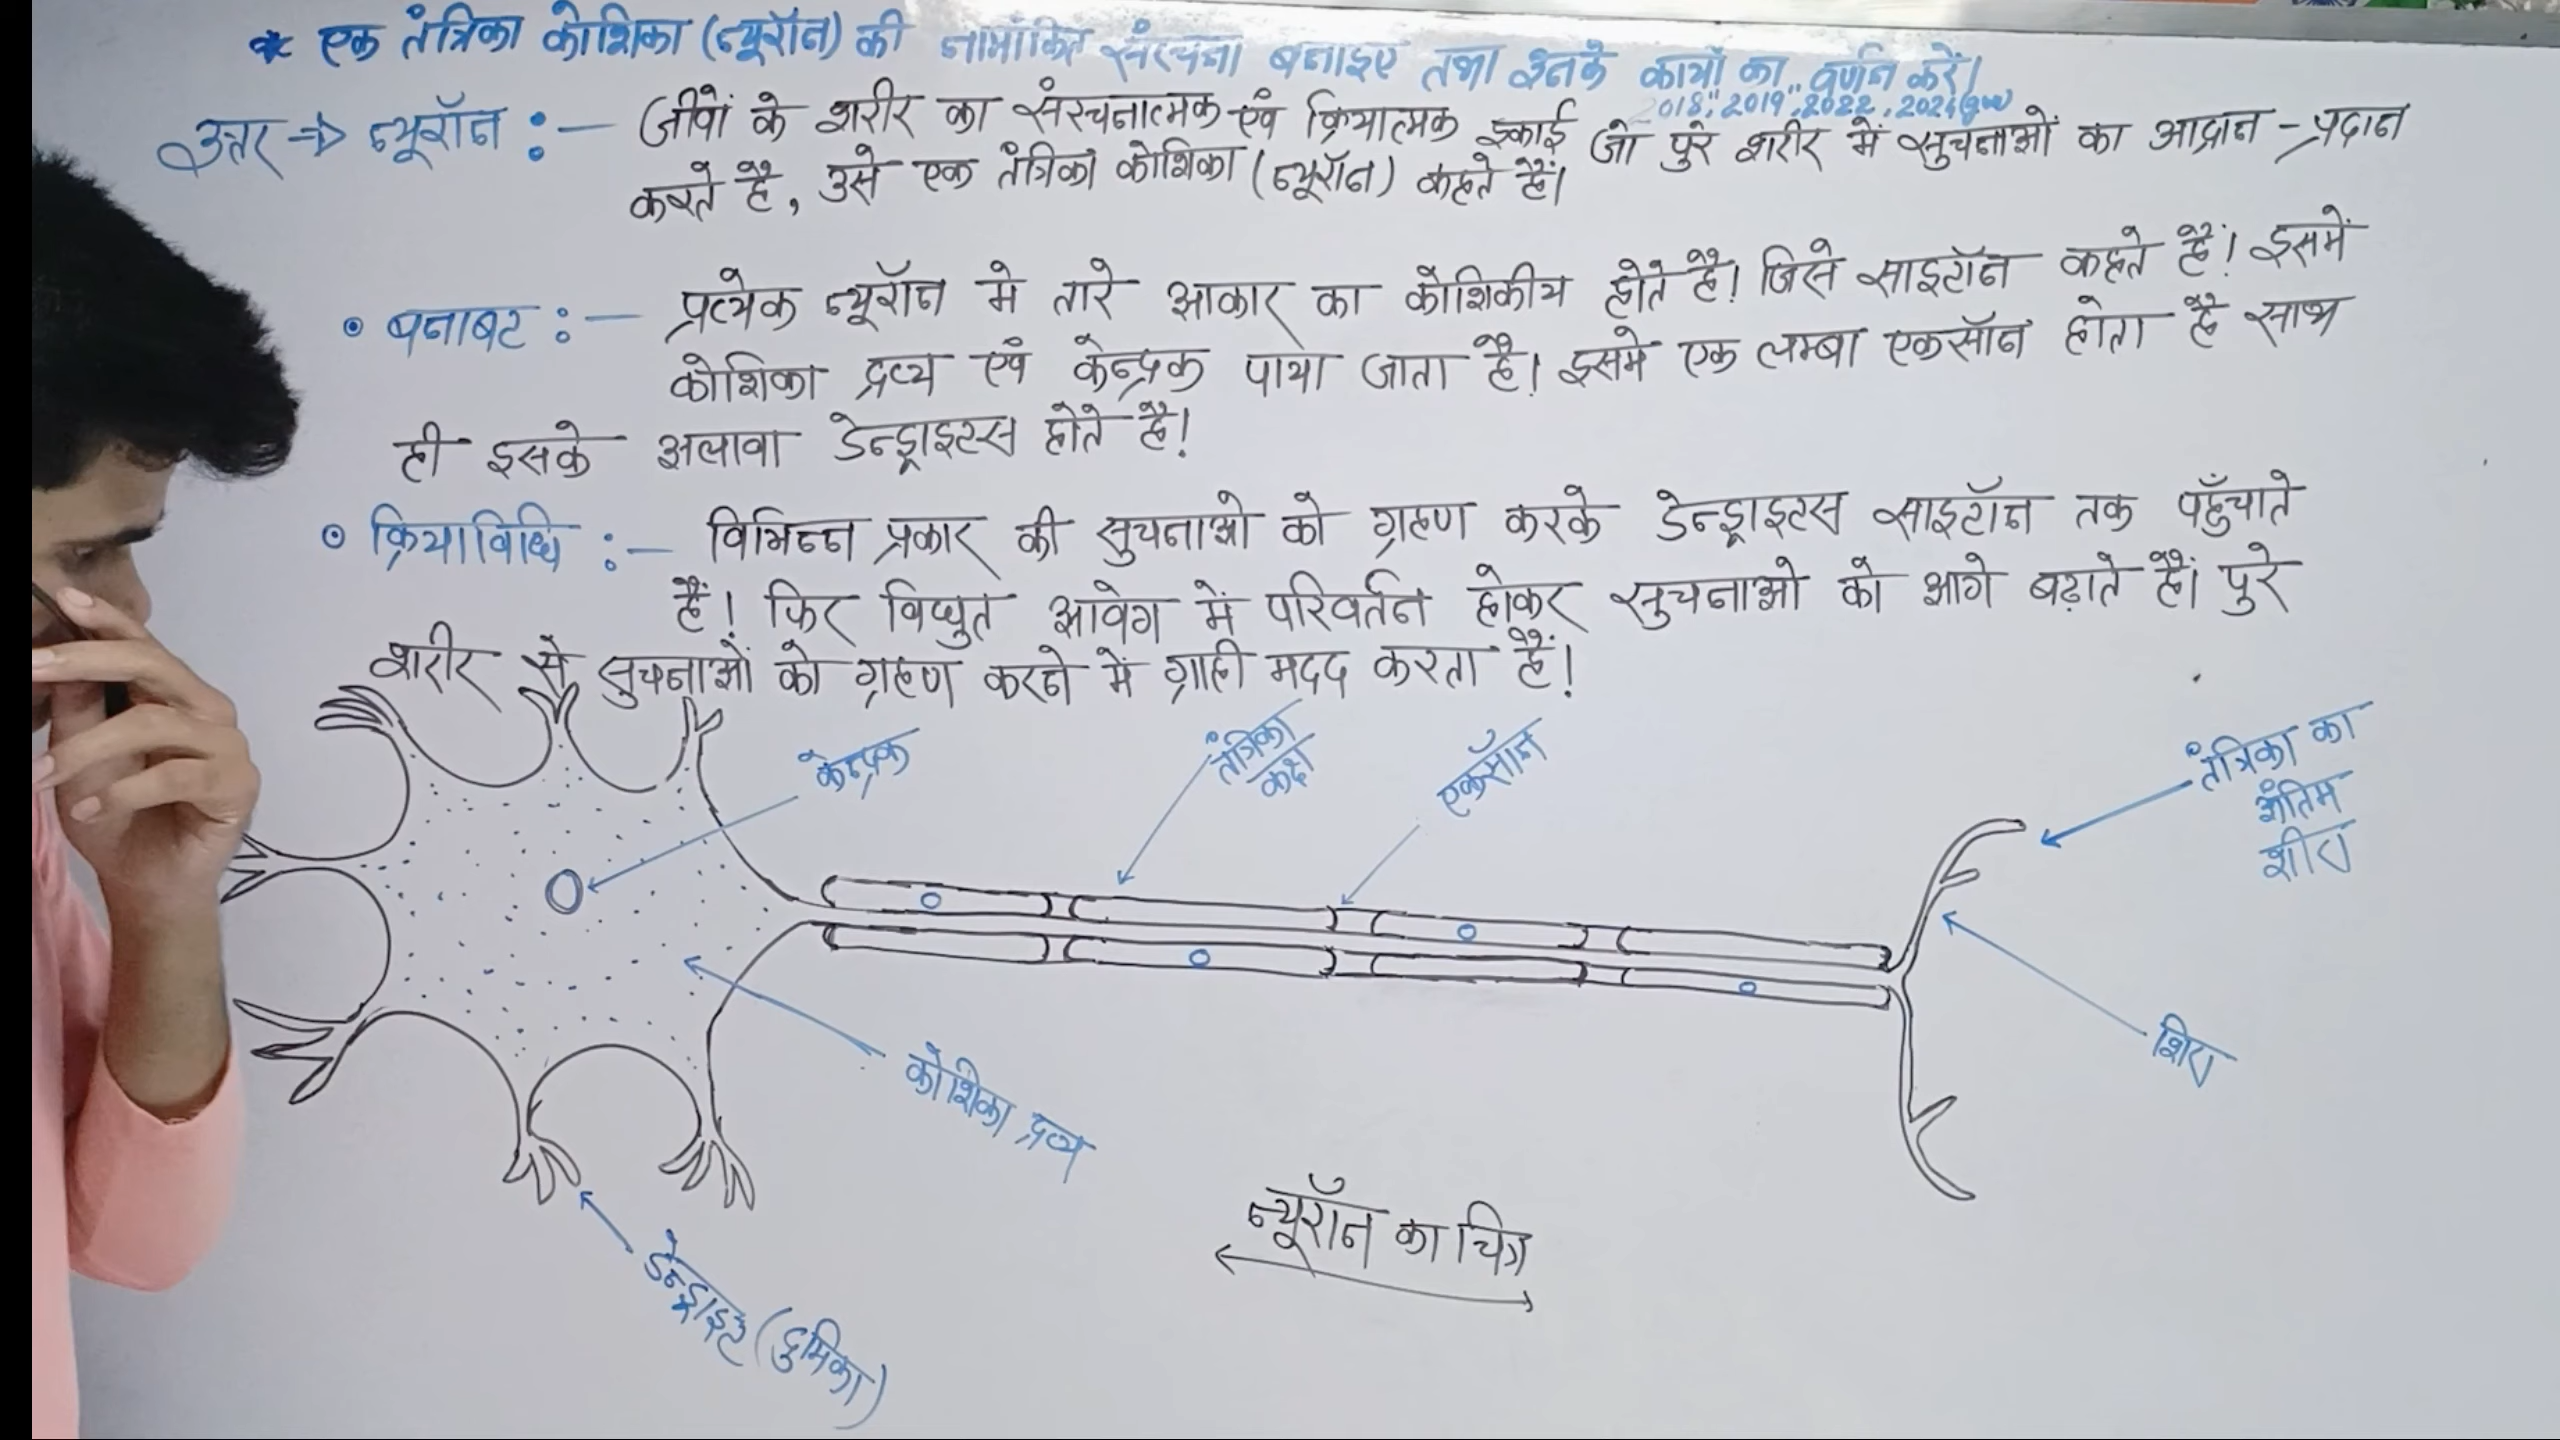 * एक तंत्रिका कोशिका (न्यूरॉन) की नामांकित संरचना बनाइए तथा इनके कार्यों का वर्णन करें।
2018, 2019, 2022, 2024
उत्तर ⇒ न्यूरॉन :— जीवों के शरीर का संरचनात्मक एवं क्रियात्मक इकाई जो पुरे शरीर में सुचनाओं का आदान-प्रदान
करते है, उसे एक तंत्रिका कोशिका (न्यूरॉन) कहते हैं।
• बनाबट :— प्रत्येक न्यूरॉन मे तारे आकार का कोशिकीय होते है। जिसे साइटॉन कहते हैं। इसमें
कोशिका द्रव्य एवं केन्द्रक पाया जाता है। इसमे एक लम्बा एक्सॉन होता है साथ
ही इसके अलावा डेन्ड्राइट्स होते है।
• क्रियाविधि :— विभिन्न प्रकार की सुचनाओ को ग्रहण करके डेन्ड्राइट्स साइटॉन तक पहुँचाते
हैं। फिर विधुत आवेग में परिवर्तन होकर सुचनाओ को आगे बढ़ाते हैं। पुरे
शरीर से सुचनाओं को ग्रहण करने में ग्राही मदद करता हैं।
केन्द्रक
तंत्रिका
कक्ष
एक्सॉन
तंत्रिका का
अंतिम
शीरा
शिरा
कोशिका द्रव्य
न्यूरॉन का चित्र
डेन्ड्राइट (द्रुमिका)